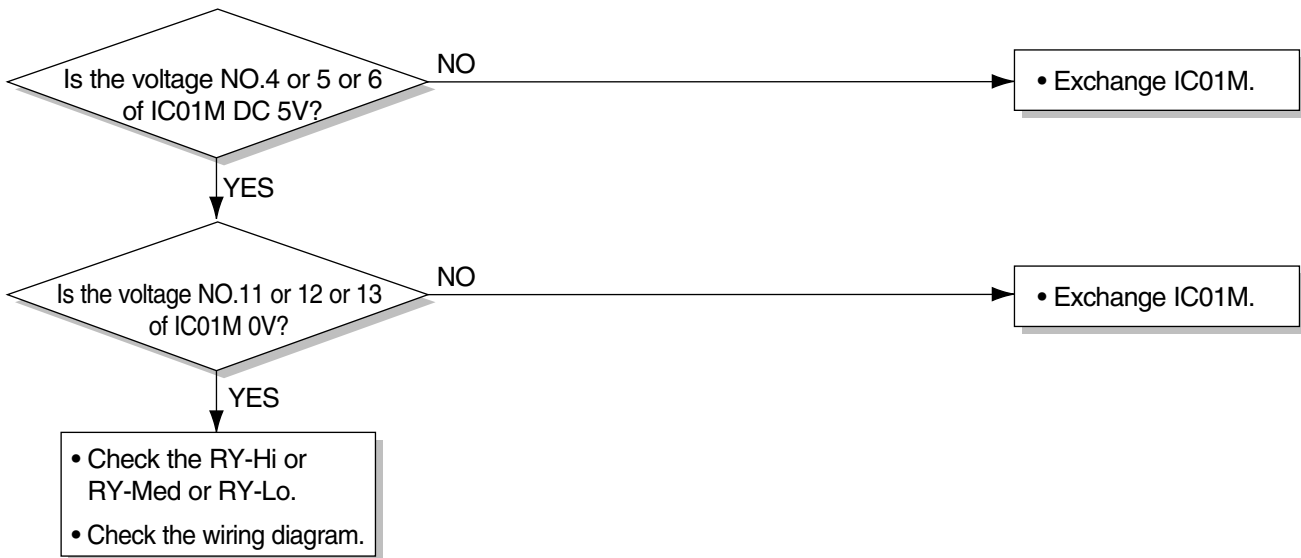 Is the voltage NO.4 or 5 or 6
of IC01M DC 5V?
NO
• Exchange IC01M.
YES
Is the voltage NO.11 or 12 or 13
of IC01M 0V?
NO
• Exchange IC01M.
YES
• Check the RY-Hi or
RY-Med or RY-Lo.
• Check the wiring diagram.